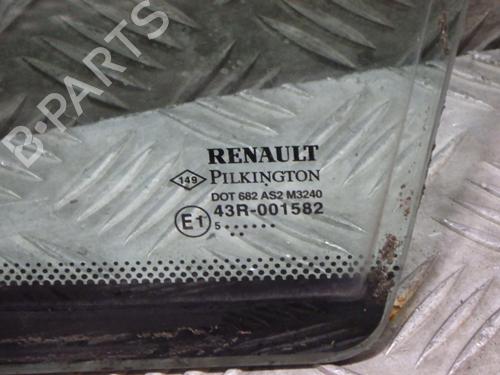 B-PARTS
RENAULT
149 PILKINGTON
DOT 682 AS2 M3240
E1 43R-001582
5 ......